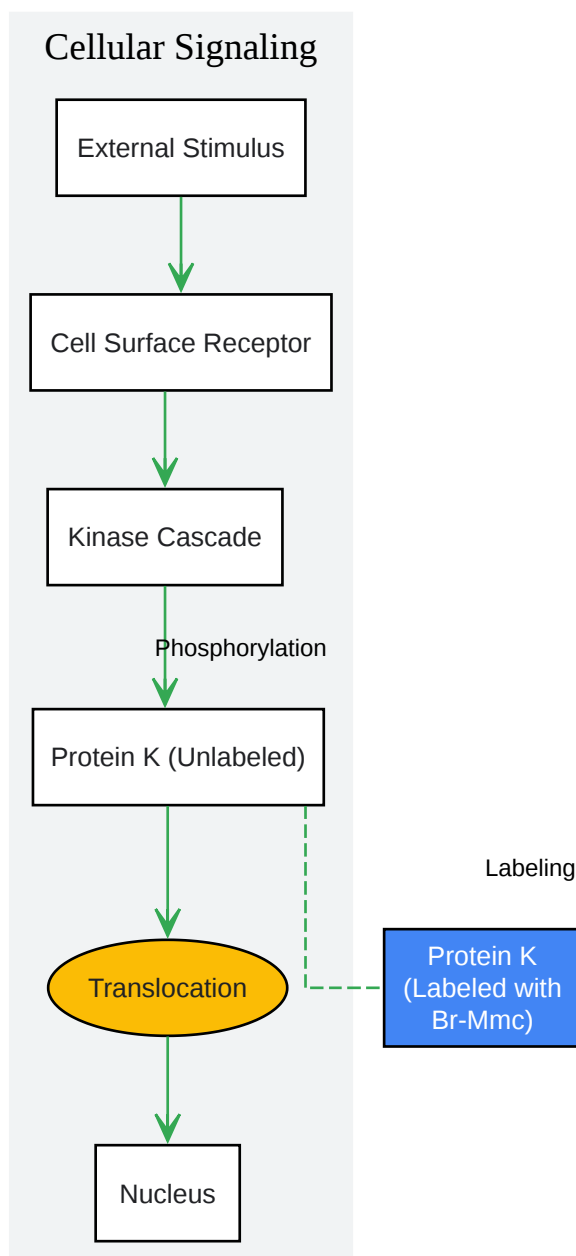 Cellular Signaling
External Stimulus
Cell Surface Receptor
Kinase Cascade
Phosphorylation
Protein K (Unlabeled)
Labeling
Translocation
Protein K
(Labeled with
Br-Mmc)
Nucleus